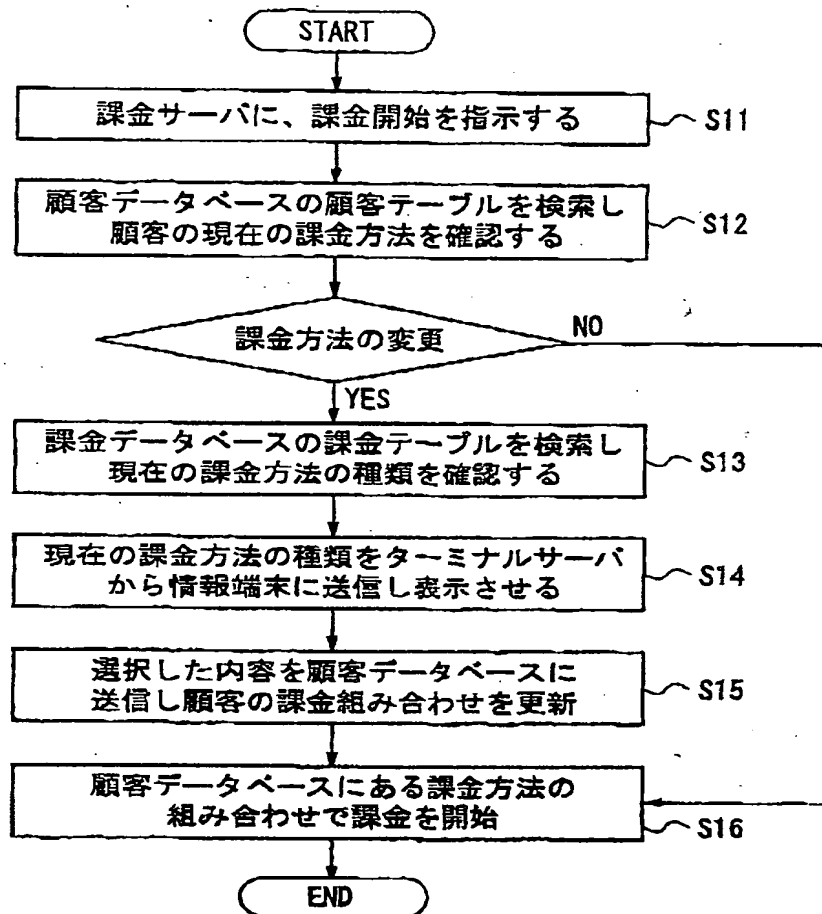 START
課金サーバに、課金開始を指示する
S11
顧客データベースの顧客テーブルを検索し
顧客の現在の課金方法を確認する
S12
課金方法の変更
NO
YES
課金データベースの課金テーブルを検索し
現在の課金方法の種類を確認する
S13
現在の課金方法の種類をターミナルサーバ
から情報端末に送信し表示させる
S14
選択した内容を顧客データベースに
送信し顧客の課金組み合わせを更新
S15
顧客データベースにある課金方法の
組み合わせで課金を開始
S16
END